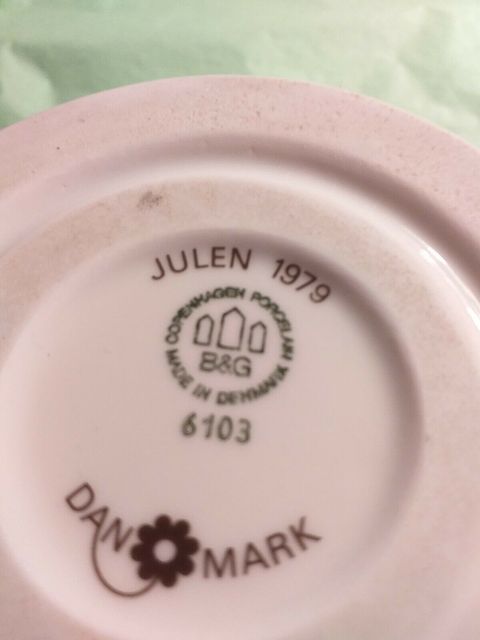 JULEN 1979
COPENHAGEN PORCELAIN
B&G
MADE IN DENMARK
6103
DANMARK